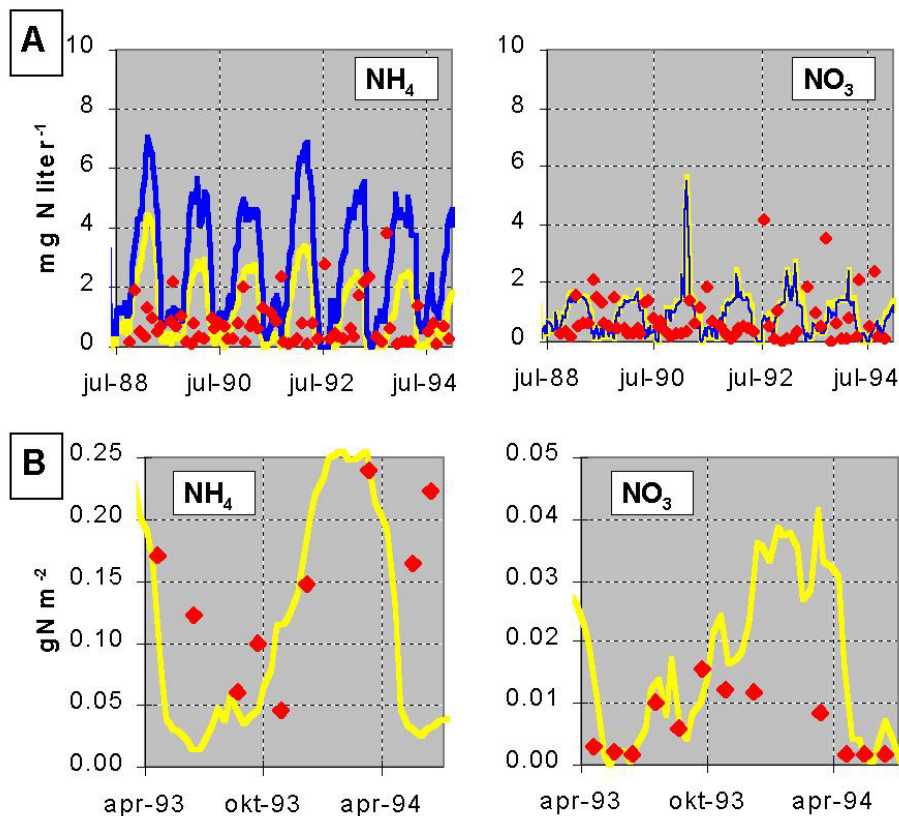 A
mg N liter⁻¹
10
8
6
4
2
0
NH₄
jul-88
jul-90
jul-92
jul-94
10
8
6
4
2
0
NO₃
jul-88
jul-90
jul-92
jul-94
B
gN m⁻²
0.25
0.20
0.15
0.10
0.05
0.00
NH₄
apr-93
okt-93
apr-94
0.05
0.04
0.03
0.02
0.01
0.00
NO₃
apr-93
okt-93
apr-94